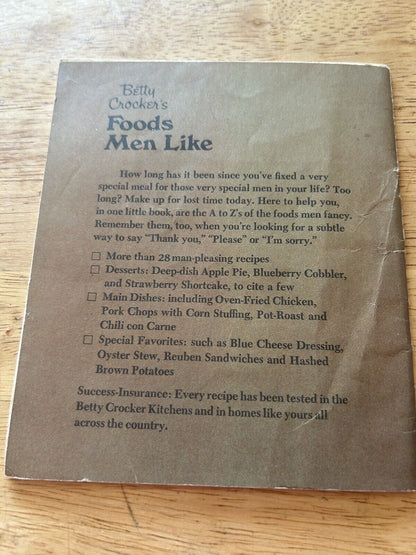 Betty
Crocker's
Foods
Men Like
How long has it been since you've fixed a very
special meal for those very special men in your life? Too
long? Make up for lost time today. Here to help you,
in one little book, are the A to Z's of the foods men fancy.
Remember them, too, when you're looking for a subtle
way to say "Thank you," "Please" or "I'm sorry."
More than 28 man-pleasing recipes
Desserts: Deep-dish Apple Pie, Blueberry Cobbler,
and Strawberry Shortcake, to cite a few
Main Dishes: including Oven-Fried Chicken,
Pork Chops with Corn Stuffing, Pot-Roast and
Chili con Carne
Special Favorites: such as Blue Cheese Dressing,
Oyster Stew, Reuben Sandwiches and Hashed
Brown Potatoes
Success-Insurance: Every recipe has been tested in the
Betty Crocker Kitchens and in homes like yours all
across the country.